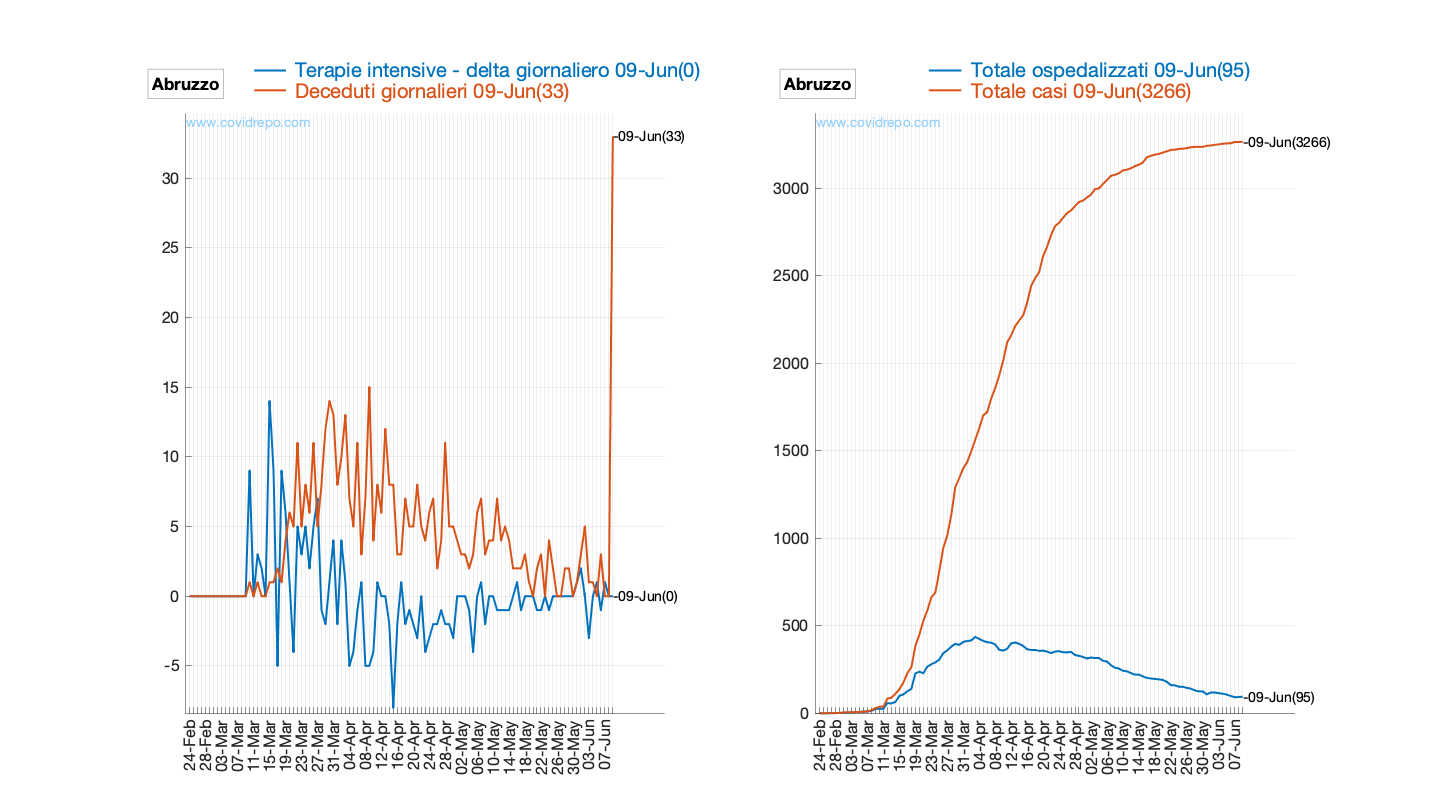 Abruzzo
Terapie intensive - delta giornaliero 09-Jun(0)
Deceduti giornalieri 09-Jun(33)
www.covidrepo.com
-09-Jun(33)
30
25
20
15
10
5
0
-5
-09-Jun(0)
24-Feb
28-Feb
03-Mar
07-Mar
11-Mar
15-Mar
19-Mar
23-Mar
27-Mar
31-Mar
04-Apr
08-Apr
12-Apr
16-Apr
20-Apr
24-Apr
28-Apr
02-May
06-May
10-May
14-May
18-May
22-May
26-May
30-May
03-Jun
07-Jun
Abruzzo
Totale ospedalizzati 09-Jun(95)
Totale casi 09-Jun(3266)
www.covidrepo.com
-09-Jun(3266)
3000
2500
2000
1500
1000
500
0
-09-Jun(95)
24-Feb
28-Feb
03-Mar
07-Mar
11-Mar
15-Mar
19-Mar
23-Mar
27-Mar
31-Mar
04-Apr
08-Apr
12-Apr
16-Apr
20-Apr
24-Apr
28-Apr
02-May
06-May
10-May
14-May
18-May
22-May
26-May
30-May
03-Jun
07-Jun